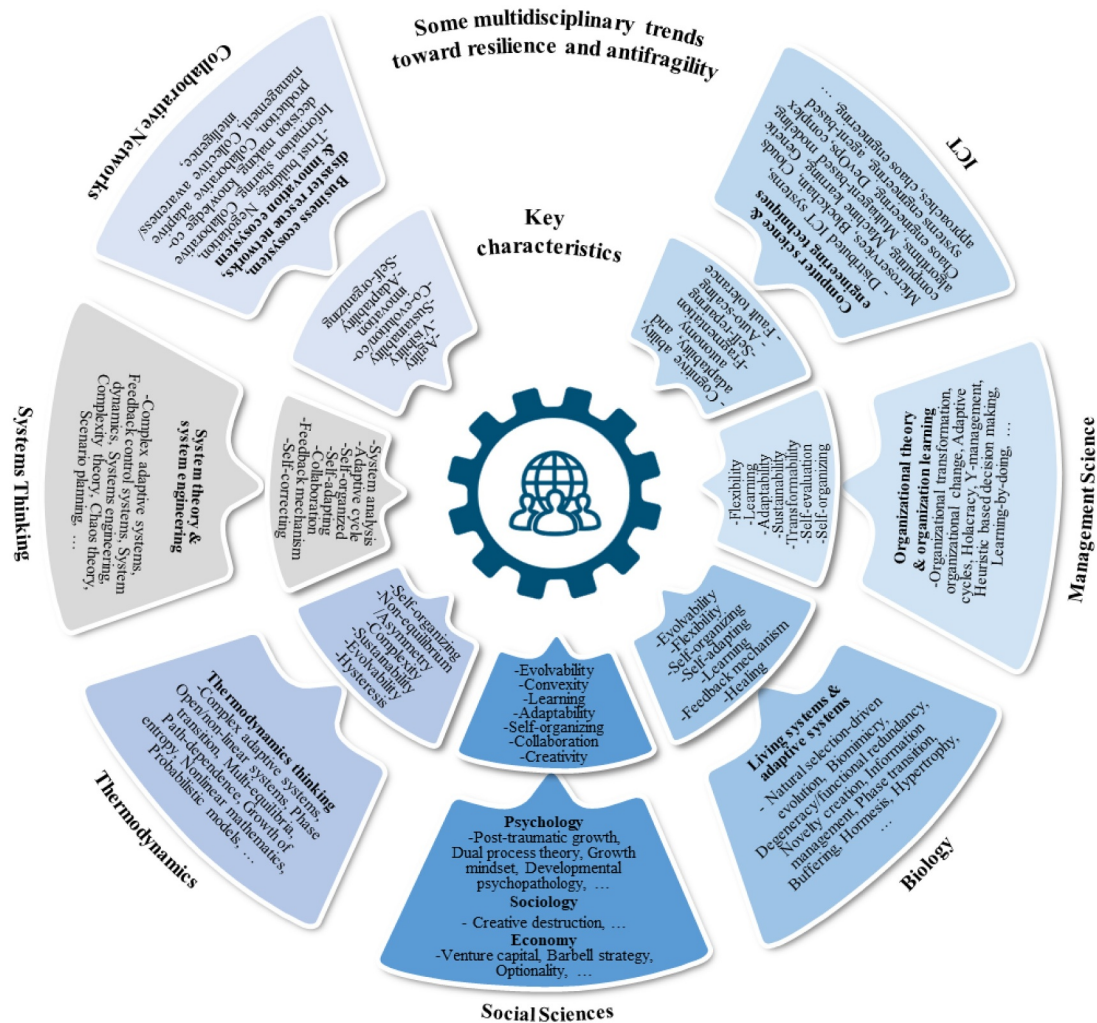 Some multidisciplinary trends
toward resilience and antifragility
Key
characteristics
Collaborative Networks
Business ecosystem,
disaster rescue networks,
& innovation ecosystem
-Trust building, Negotiation,
Information sharing, Collaborative
decision making, Knowledge co-
production, Collaborative adaptive
management, Collective awareness/
intelligence,
-Agility
-Visibility
-Sustainability
-Co-evolution/co-
innovation
-Adaptability
-Self-organizing
ICT
Computer science &
engineering techniques
- Distributed ICT systems,
Microservices, Blockchain, Clouds
computing, Machine learning, Genetic
algorithms, Multiagent-based modeling
Chaos engineering, DevOps, complex
systems engineering, agent-based
approaches, chaos engineering,
…
- Cognitive ability,
adaptability, and
autonomy
-Self-repairing
-Auto-scaling
-Fault tolerance
Management Science
Organizational theory
& organization learning
-Organizational transformation,
organizational change, Adaptive
cycles, Holacracy, Y-management,
Heuristic based decision making,
Learning-by-doing, …
-Flexibility
-Learning
-Adaptability
-Sustainability
-Transformability
-Self-evaluation
-Self-organizing
Biology
Living systems &
adaptive systems
- Natural selection-driven
evolution, Biomimicry,
Degeneracy/functional redundancy,
Novelty creation, Information
management, Phase transition,
Buffering, Hormesis, Hypertrophy,
…
-Evolvability
-Flexibility
-Self-organizing
-Self-adapting
-Learning
-Feedback mechanism
-Healing
Social Sciences
-Evolvability
-Convexity
-Learning
-Adaptability
-Self-organizing
-Collaboration
-Creativity
Psychology
-Post-traumatic growth,
Dual process theory, Growth
mindset, Developmental
psychopathology, …
Sociology
- Creative destruction, …
Economy
-Venture capital, Barbell strategy,
Optionality, …
Thermodynamics
Thermodynamics thinking
-Complex adaptive systems,
Open/non-linear systems, Phase
transition, Multi-equilibria,
Path-dependence, Growth of
entropy, Nonlinear mathematics,
Probabilistic models, …
-Self-organizing
-Non-equilibrium
/Asymmetry
-Complexity
-Sustainability
-Evolvability
-Hysteresis
Systems Thinking
System theory &
system engineering
-Complex adaptive systems,
Feedback control systems, System
dynamics, Systems engineering,
Complexity theory, Chaos theory,
Scenario planning, …
-System analysis
-Adaptive cycle
-Self-organized
-Self-adapting
-Collaboration
-Feedback mechanism
-Self-correcting